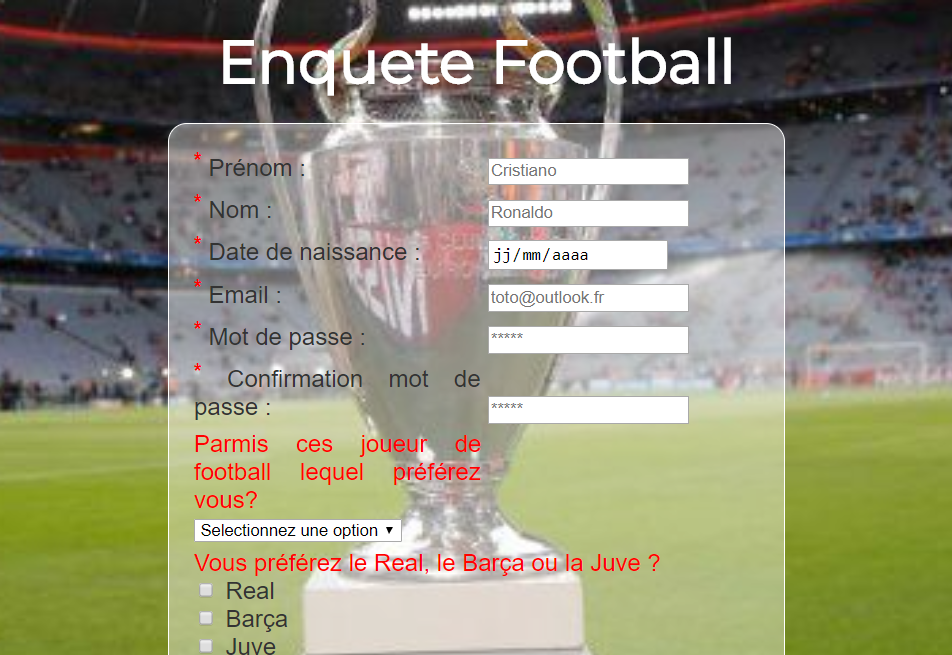 Enquete Football
* Prénom : Cristiano
* Nom : Ronaldo
* Date de naissance : jj/mm/aaaa
* Email : toto@outlook.fr
* Mot de passe : *****
* Confirmation mot de
passe : *****
Parmis ces joueur de
football lequel préférez
vous?
Selectionnez une option ▼
Vous préférez le Real, le Barça ou la Juve ?
Real
Barça
Juve